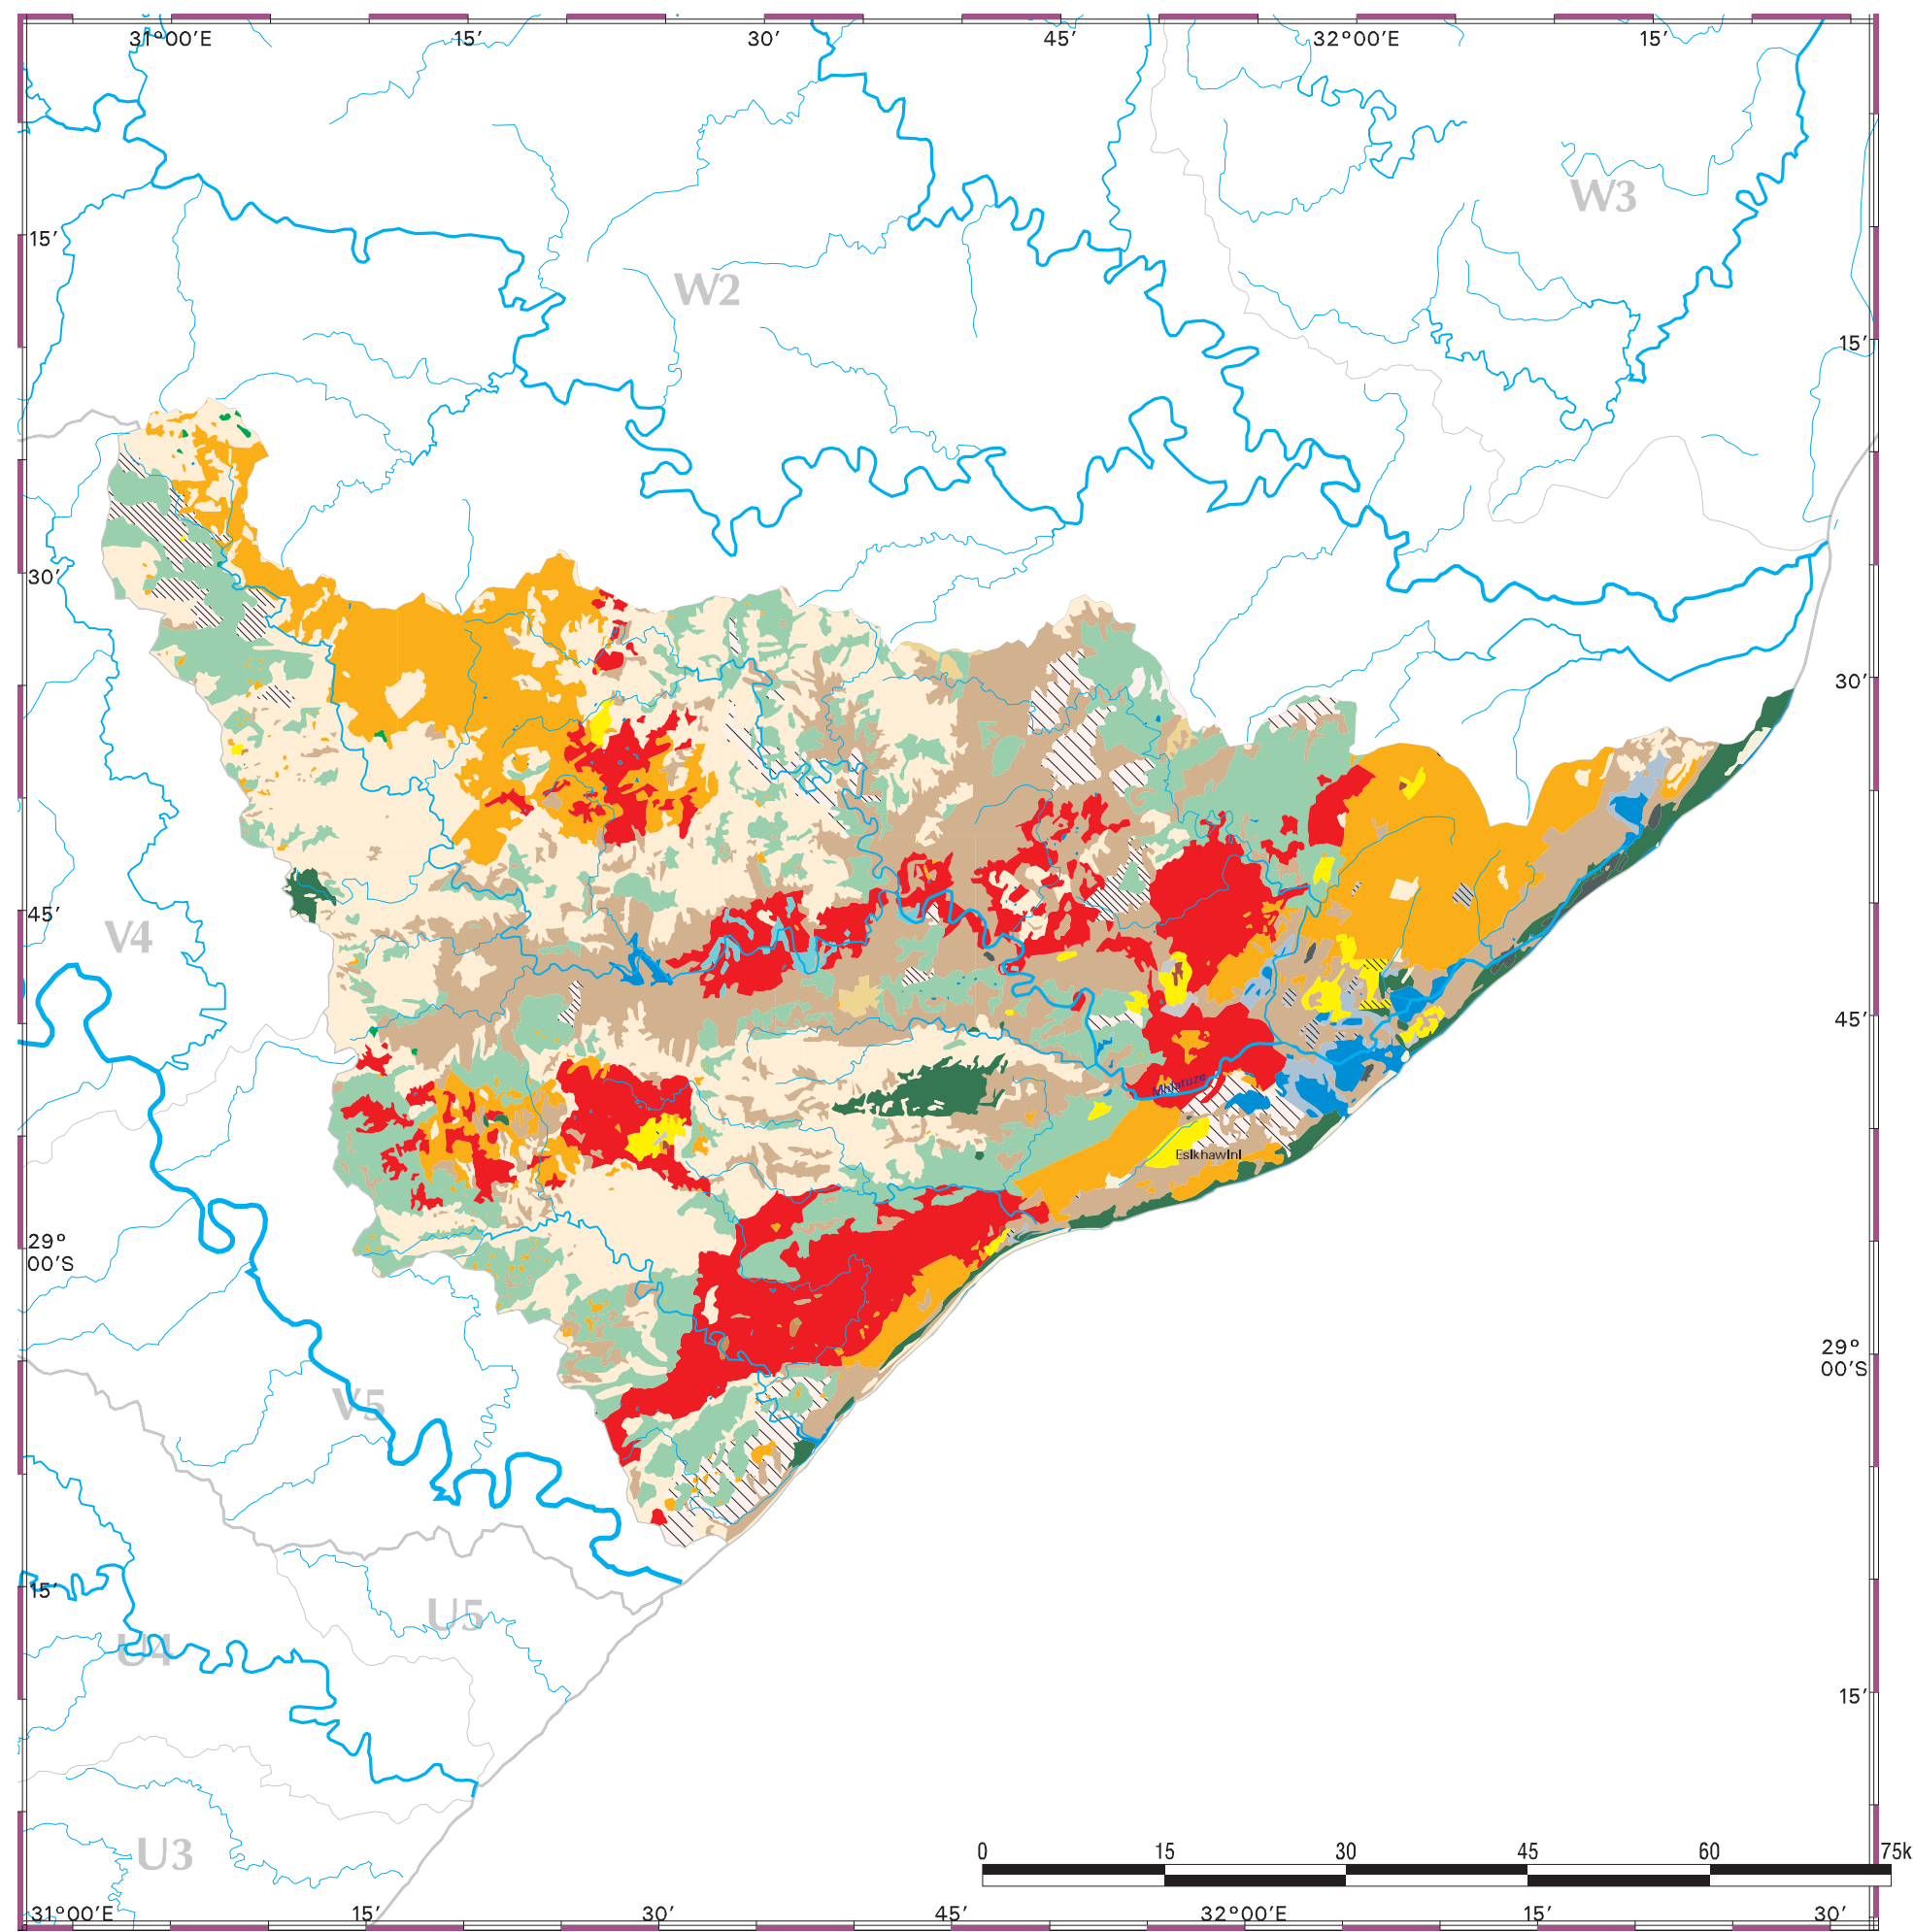 31°00'E 15' 30' 45' 32°00'E 15'
W3
15'
W2
15'
30'
30'
45'
V4
45'
Mhlatuze
EsIkhawInI
29°
00'S
29°
00'S
V5
15'
U5
U4
15'
U3
0 15 30 45 60 75k
31°00'E 15' 30' 45' 32°00'E 15' 30'